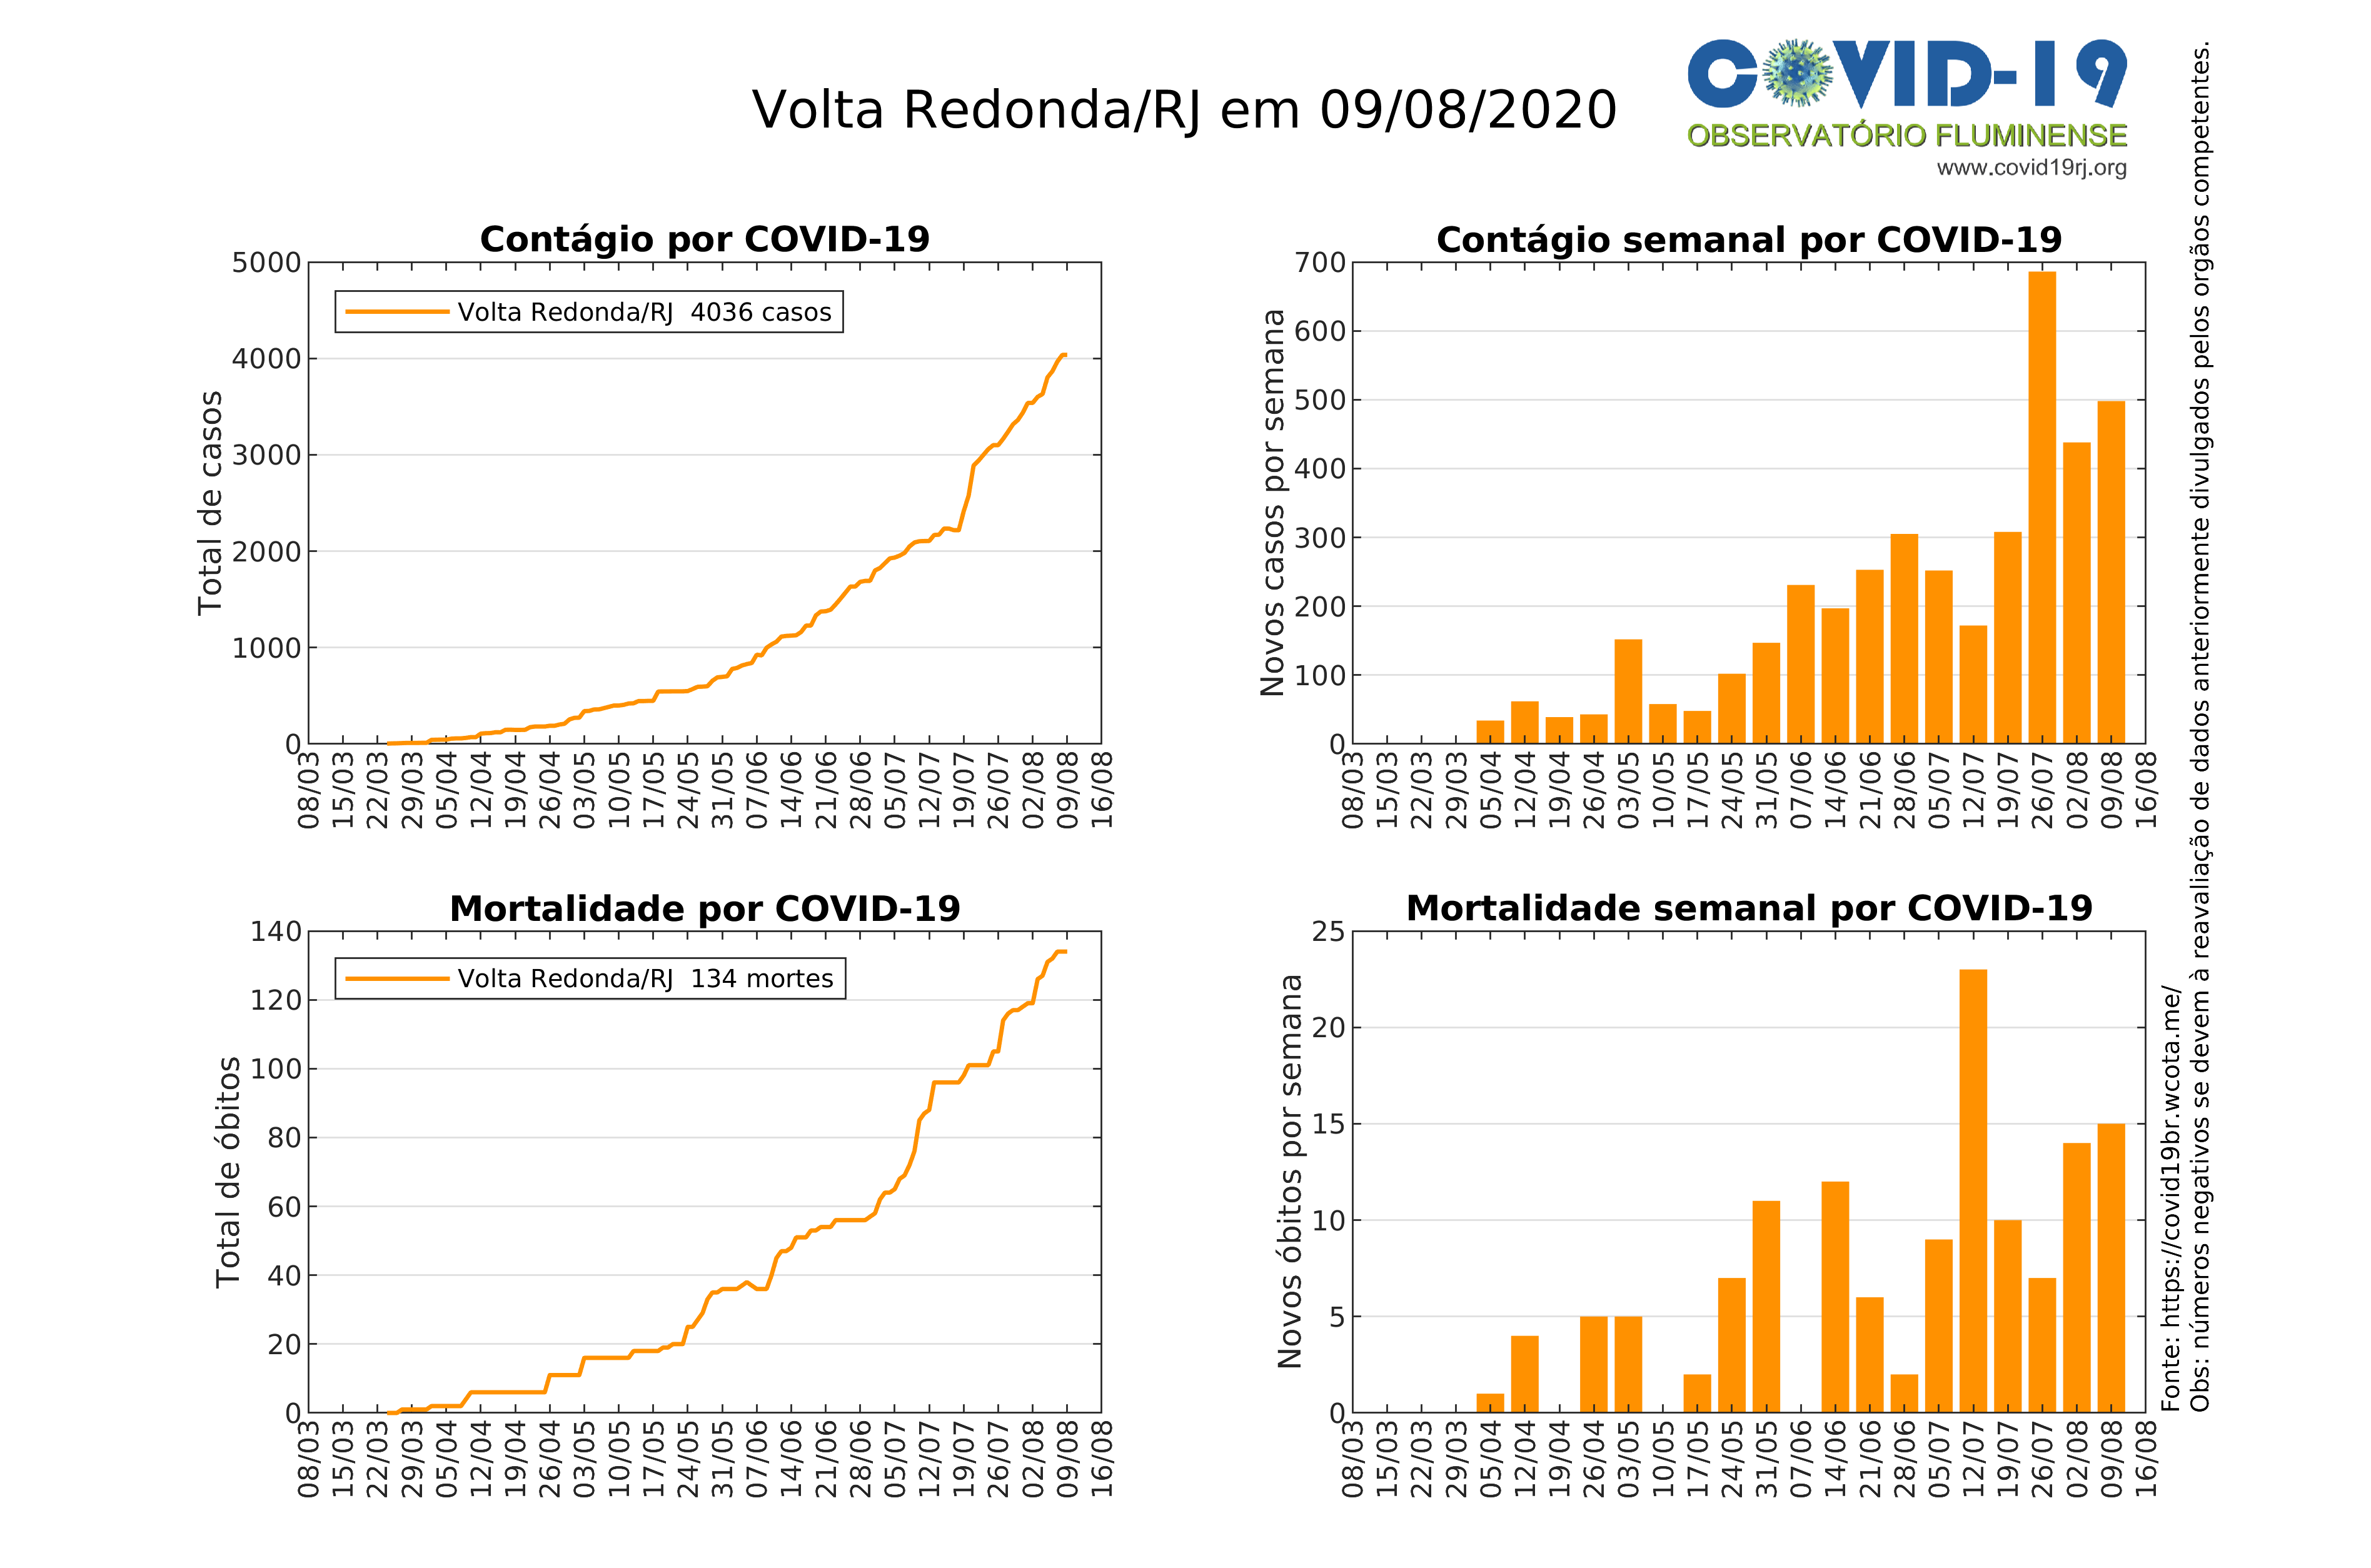 Volta Redonda/RJ em 09/08/2020
COVID-19
OBSERVATÓRIO FLUMINENSE
www.covid19rj.org
Contágio por COVID-19
Total de casos
5000
4000
3000
2000
1000
0
Volta Redonda/RJ 4036 casos
08/03 15/03 22/03 29/03 05/04 12/04 19/04 26/04 03/05 10/05 17/05 24/05 31/05 07/06 14/06 21/06 28/06 05/07 12/07 19/07 26/07 02/08 09/08 16/08
Contágio semanal por COVID-19
Novos casos por semana
700
600
500
400
300
200
100
0
08/03 15/03 22/03 29/03 05/04 12/04 19/04 26/04 03/05 10/05 17/05 24/05 31/05 07/06 14/06 21/06 28/06 05/07 12/07 19/07 26/07 02/08 09/08 16/08
Mortalidade por COVID-19
Total de óbitos
140
120
100
80
60
40
20
0
Volta Redonda/RJ 134 mortes
08/03 15/03 22/03 29/03 05/04 12/04 19/04 26/04 03/05 10/05 17/05 24/05 31/05 07/06 14/06 21/06 28/06 05/07 12/07 19/07 26/07 02/08 09/08 16/08
Mortalidade semanal por COVID-19
Novos óbitos por semana
25
20
15
10
5
0
08/03 15/03 22/03 29/03 05/04 12/04 19/04 26/04 03/05 10/05 17/05 24/05 31/05 07/06 14/06 21/06 28/06 05/07 12/07 19/07 26/07 02/08 09/08 16/08
Fonte: https://covid19br.wcota.me/
Obs: números negativos se devem à reavaliação de dados anteriormente divulgados pelos orgãos competentes.